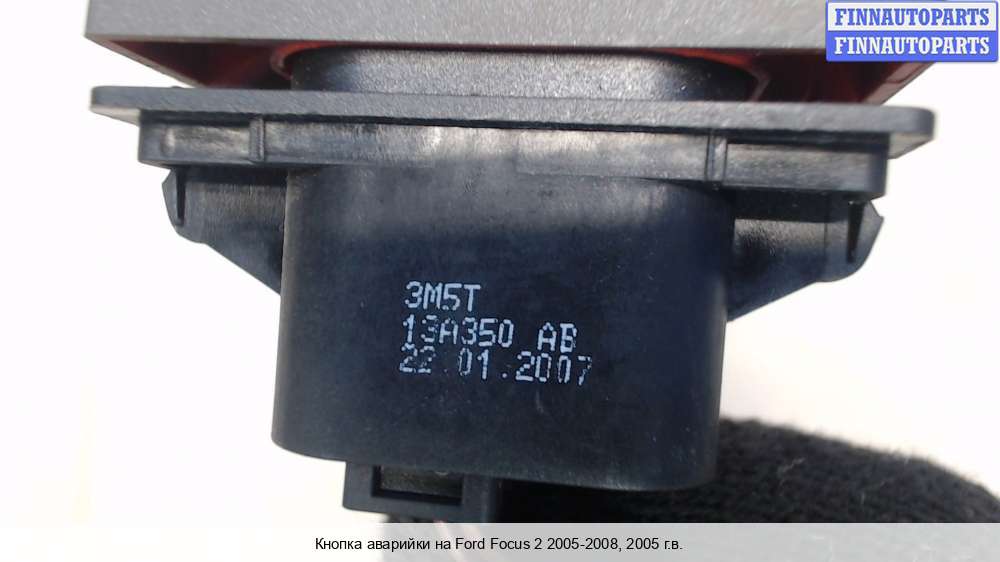 FINNAUTOPARTS
FINNAUTOPARTS
3M5T
13A350 AB
22.01.2007
Кнопка аварийки на Ford Focus 2 2005-2008, 2005 г.в.